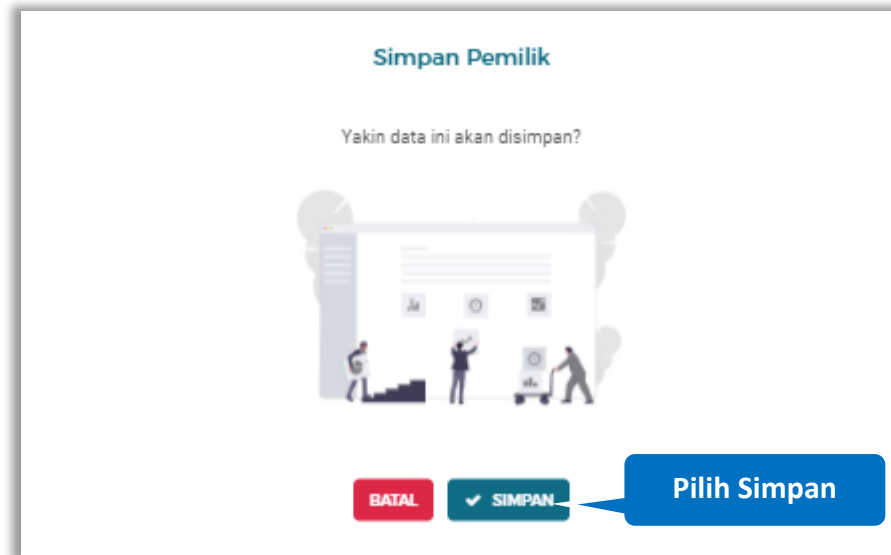 Simpan Pemilik
Yakin data ini akan disimpan?
BATAL
SIMPAN
Pilih Simpan